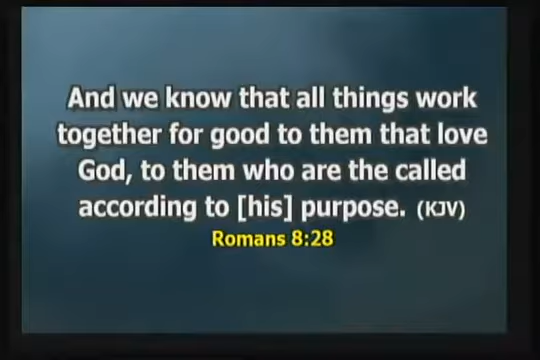 And we know that all things work
together for good to them that love
God, to them who are the called
according to [his] purpose. (KJV)
Romans 8:28